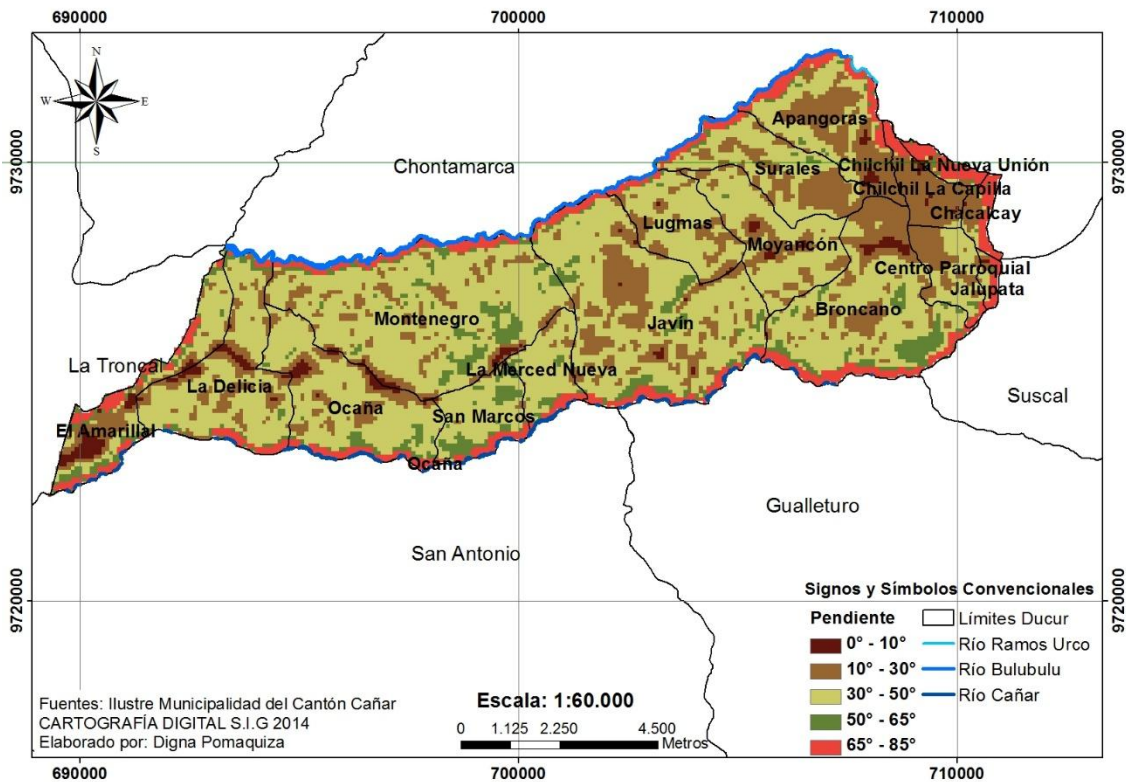 690000
700000
710000
N
W
E
S
9730000
9730000
Apangoras
Chontamarca
Chilchil La Nueva Unión
Surales
Chilchil La Capilla
Chacalcay
Lugmas
Moyancón
Centro Parroquial
Jalupata
Broncano
Montenegro
Javín
La Troncal
La Merced Nueva
La Delicia
Suscal
Ocaña
San Marcos
El Amarillal
Ocaña
Gualleturo
San Antonio
9720000
9720000
Signos y Símbolos Convencionales
Pendiente
0° - 10°
10° - 30°
30° - 50°
50° - 65°
65° - 85°
Límites Ducur
Río Ramos Urco
Río Bulubulu
Río Cañar
Fuentes: Ilustre Municipalidad del Cantón Cañar
CARTOGRAFÍA DIGITAL S.I.G 2014
Elaborado por: Digna Pomaquiza
Escala: 1:60.000
0 1.125 2.250 4.500
Metros
690000
700000
710000